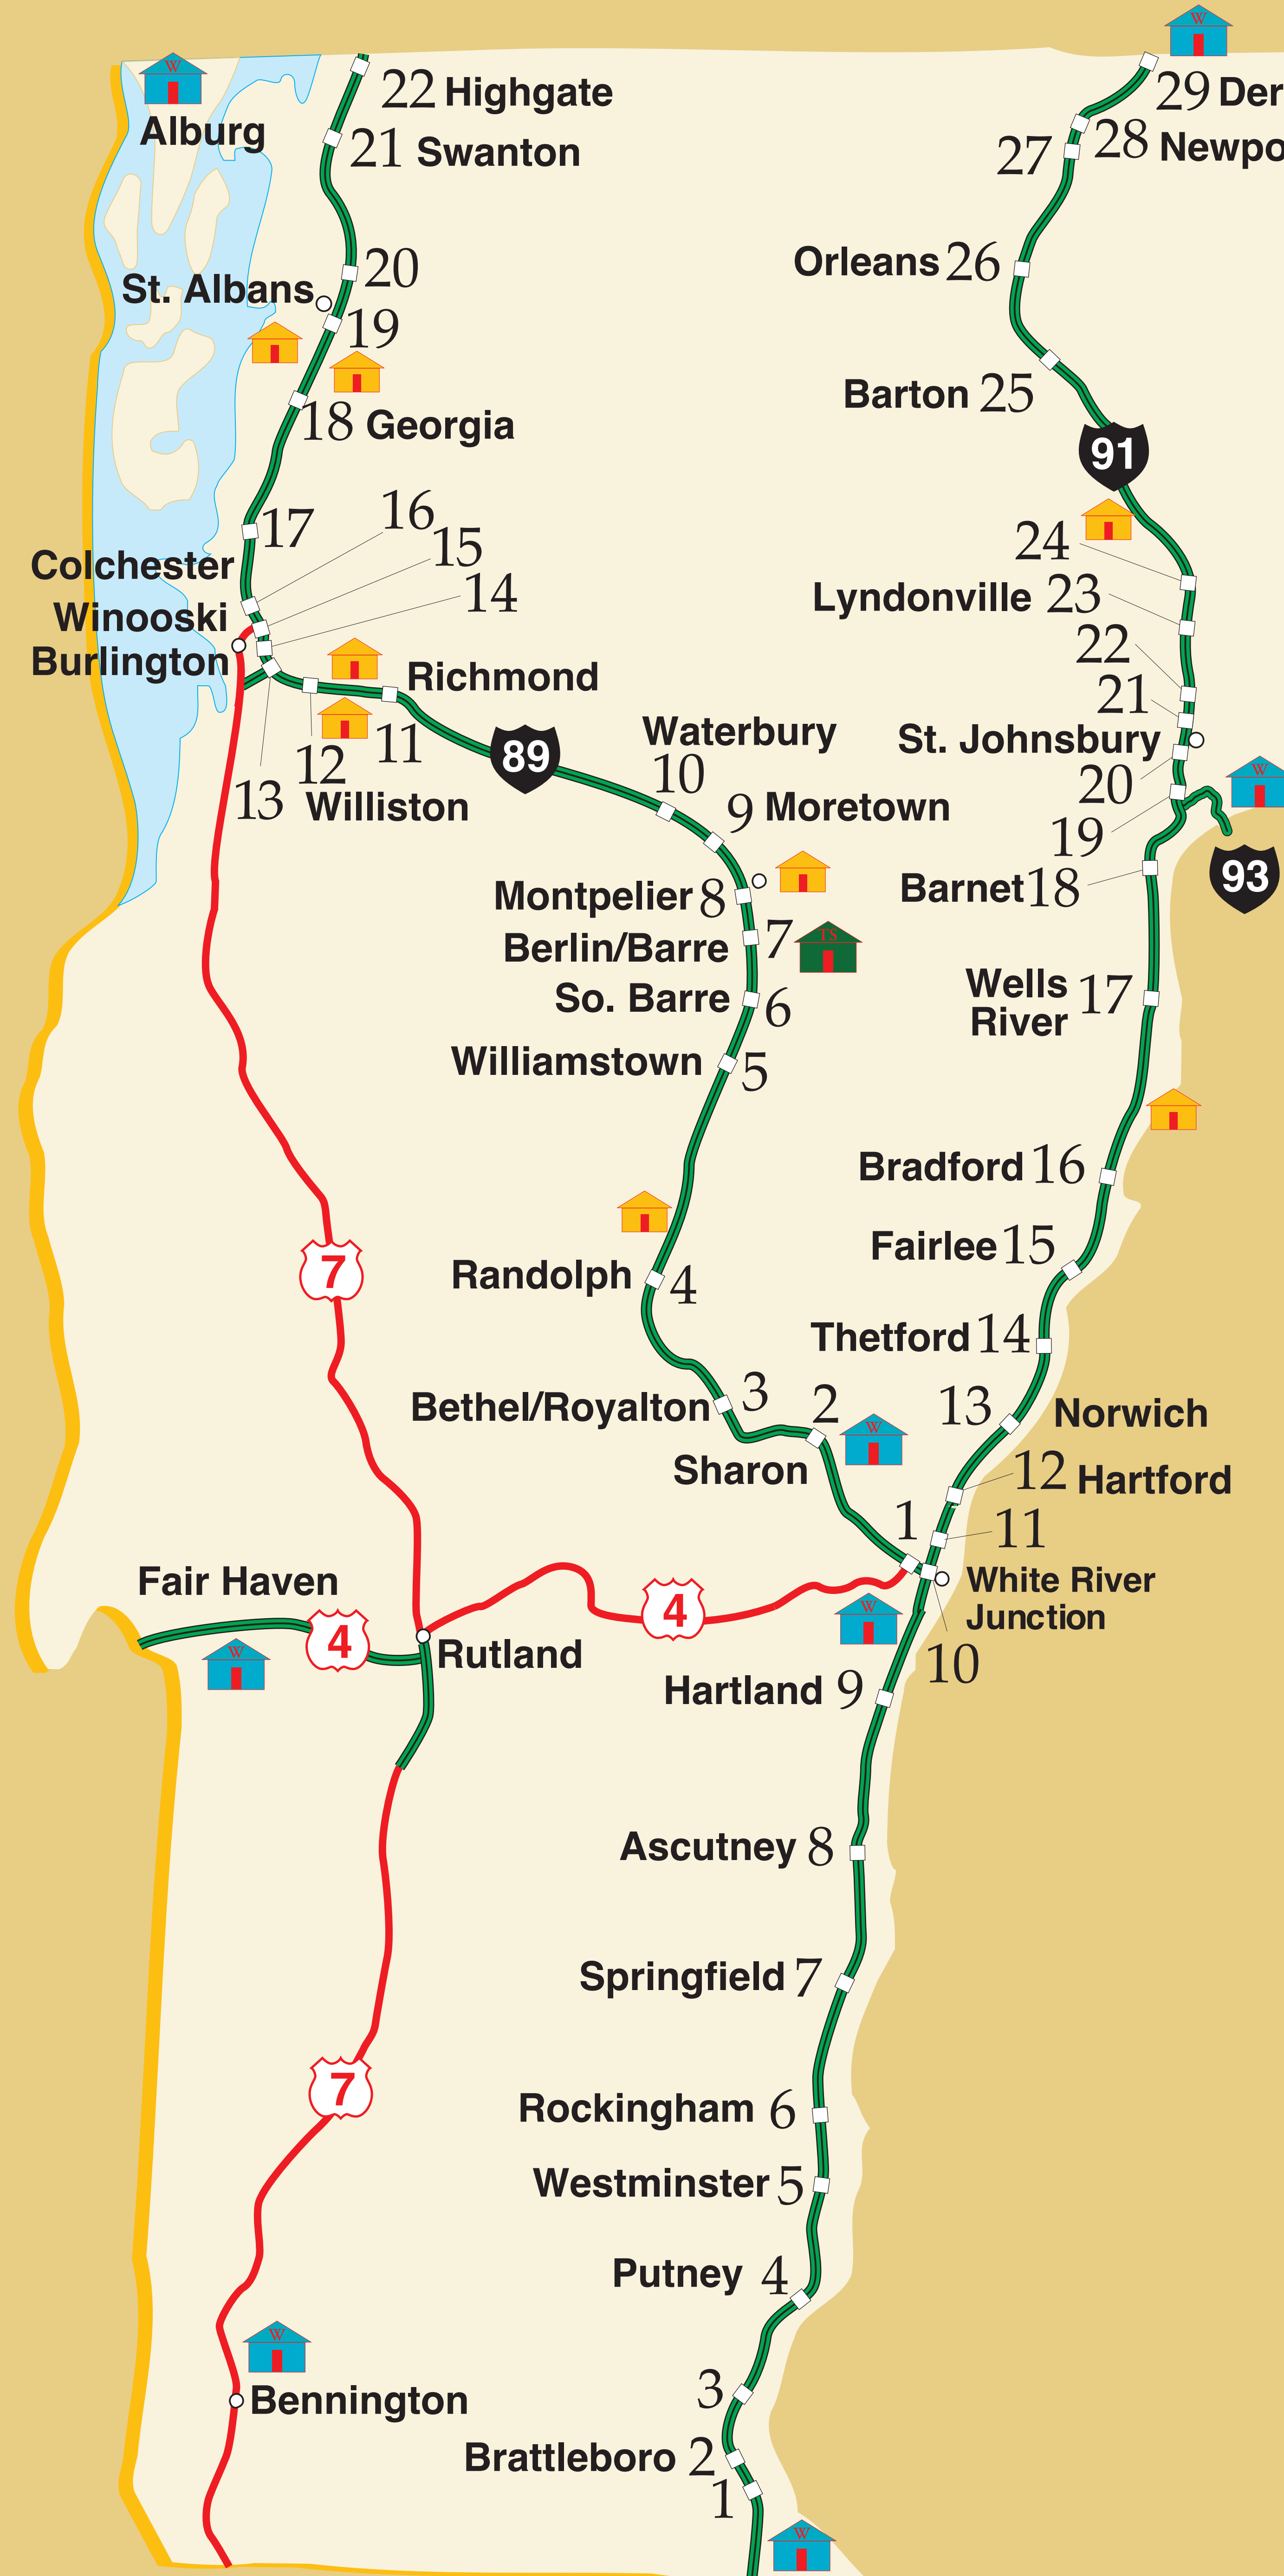 W
W
Alburg
22 Highgate
29 Der
21 Swanton
27
28 Newpo
20
Orleans 26
St. Albans
19
Barton 25
18 Georgia
91
16
17
15
24
Colchester
14
Lyndonville 23
Winooski
22
Burlington
Richmond
21
Waterbury
St. Johnsbury
11
89
10
W
12
20
13
Williston
9 Moretown
19
93
Montpelier 8
Barnet 18
Berlin/Barre
7
TS
So. Barre
6
Wells
River
17
Williamstown
5
Bradford 16
Fairlee 15
7
Randolph
4
Thetford 14
3
2
13
Norwich
Bethel/Royalton
W
Sharon
12 Hartford
1
11
Fair Haven
White River
Junction
4
W
4
W
Rutland
10
Hartland 9
Ascutney 8
Springfield 7
7
Rockingham 6
Westminster 5
Putney 4
W
3
Bennington
Brattleboro 2
1
W